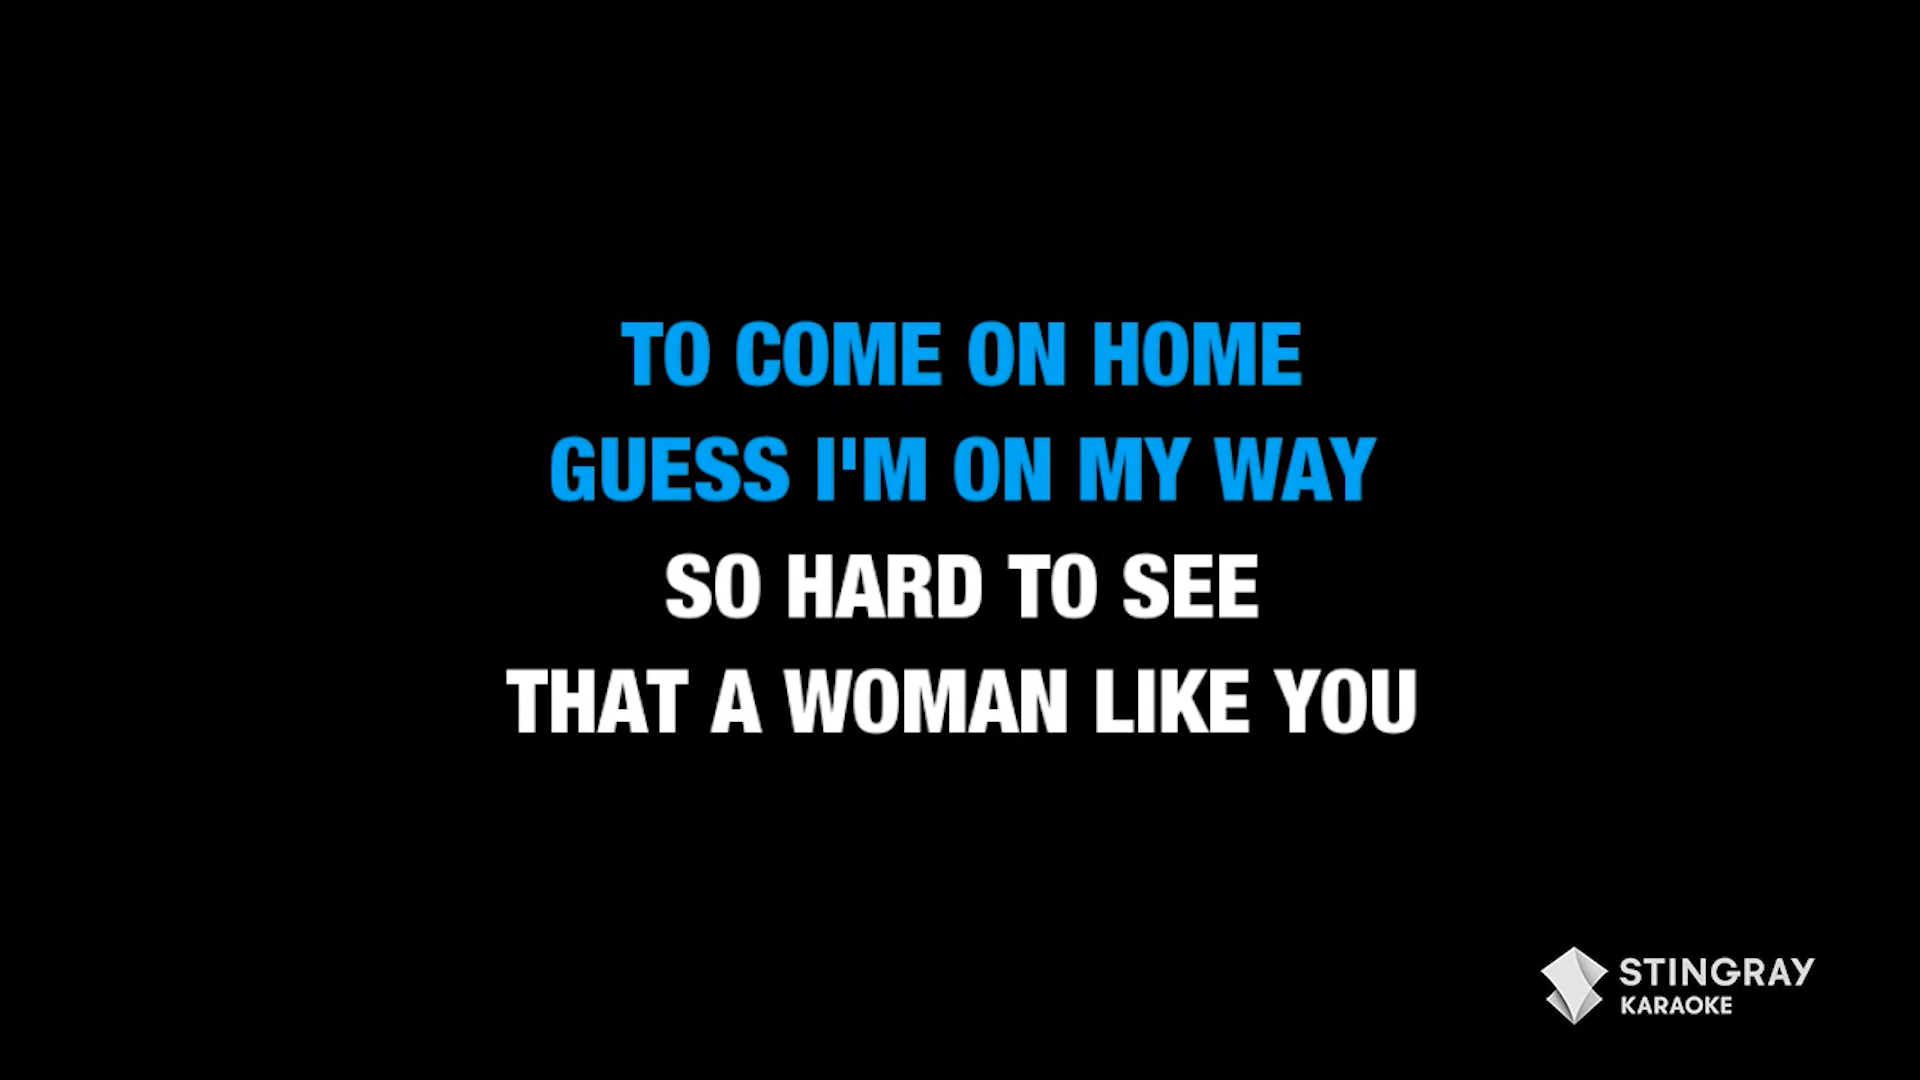 TO COME ON HOME
GUESS I'M ON MY WAY
SO HARD TO SEE
THAT A WOMAN LIKE YOU
STINGRAY
KARAOKE